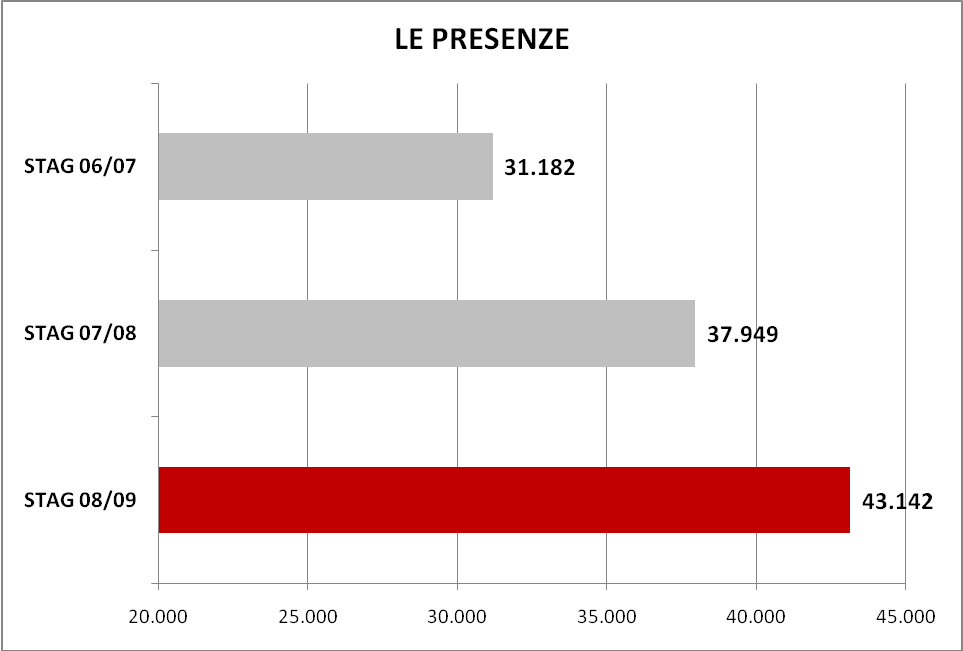 LE PRESENZE
STAG 06/07
31.182
STAG 07/08
37.949
STAG 08/09
43.142
20.000 25.000 30.000 35.000 40.000 45.000